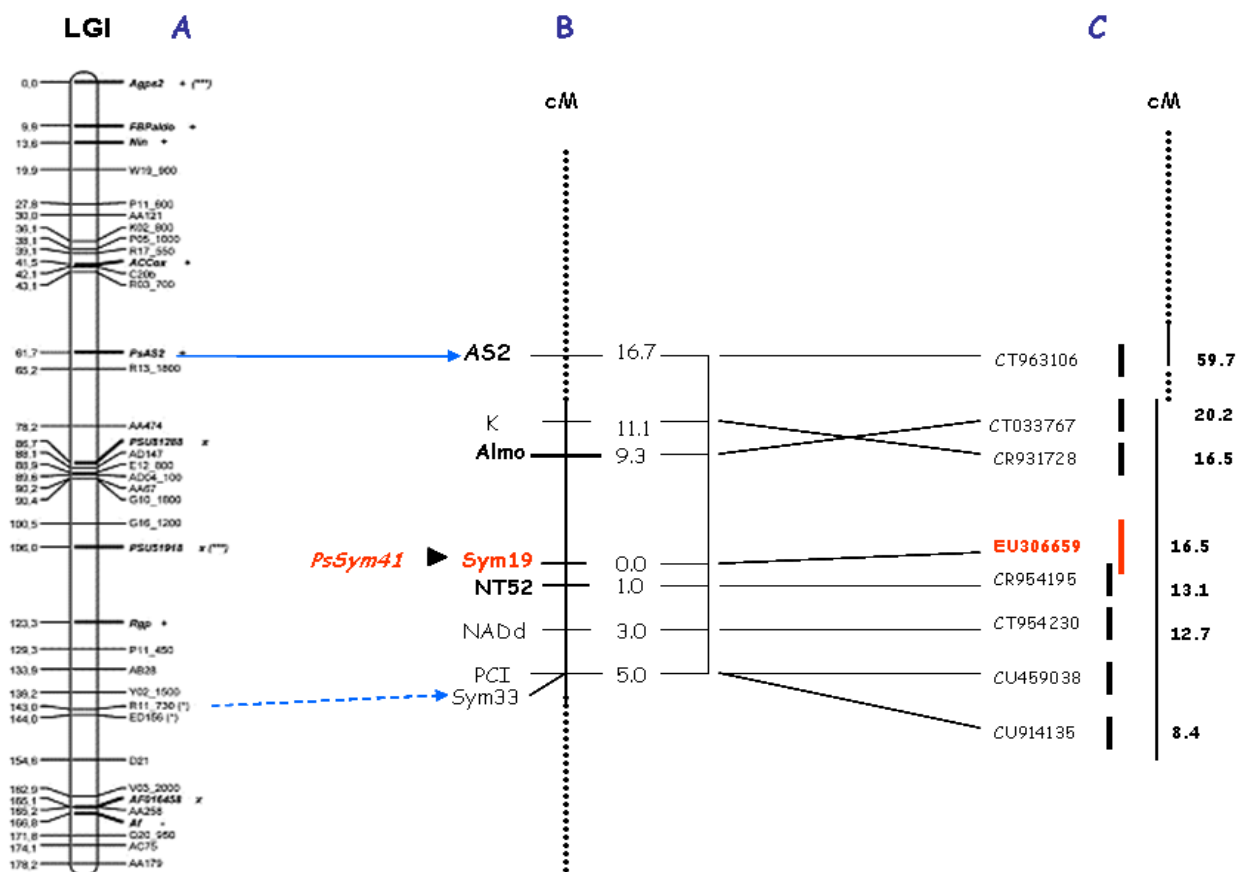 LGI A B C
cM
cM
0,0 Agps2 + (***)
9,9 FBPaldo +
13,6 Nin +
19,9 W19_900
27,8 P11_600
30,0 AA121
36,1 K02_800
38,1 P05_1000
39,1 R17_550
41,5 ACCox +
42,1 C20b
43,1 R03_700
61,7 PsAS2 +
65,2 R13_1800
78,2 AA474
86,7 PSU81288 x
88,1 AD147
88,9 E12_800
89,6 AD04_100
90,2 AA67
90,4 G10_1600
100,5 G16_1200
106,0 PSU51918 x (***)
123,3 Rgp +
129,3 P11_450
133,9 AB28
139,2 Y02_1500
143,0 R11_730 (*)
144,0 ED156 (*)
154,6 D21
162,9 V03_2000
165,1 AF016458 x
165,2 AA258
166,8 Af -
171,8 Q20_950
174,1 AC75
178,2 AA179
AS2 16.7 CT963106 59.7
K 11.1 CT033767 20.2
Almo 9.3 CR931728 16.5
PsSym41 Sym19 0.0 EU306659 16.5
NT52 1.0 CR954195 13.1
NADd 3.0 CT954230 12.7
PCI 5.0 CU459038
Sym33
CU914135 8.4